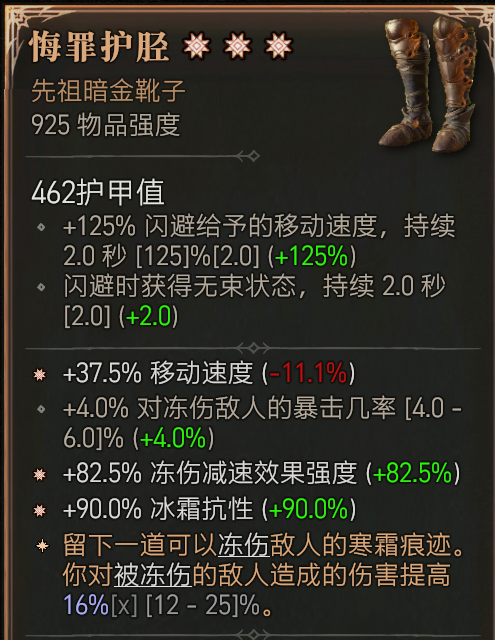 悔罪护胫
先祖暗金靴子
925 物品强度
462护甲值
+125% 闪避给予的移动速度，持续
2.0 秒 [125]%[2.0] (+125%)
闪避时获得无束状态，持续 2.0 秒
[2.0] (+2.0)
+37.5% 移动速度 (-11.1%)
+4.0% 对冻伤敌人的暴击几率 [4.0 -
6.0]% (+4.0%)
+82.5% 冻伤减速效果强度 (+82.5%)
+90.0% 冰霜抗性 (+90.0%)
留下一道可以冻伤敌人的寒霜痕迹。
你对被冻伤的敌人造成的伤害提高
16%[x] [12 - 25]%。